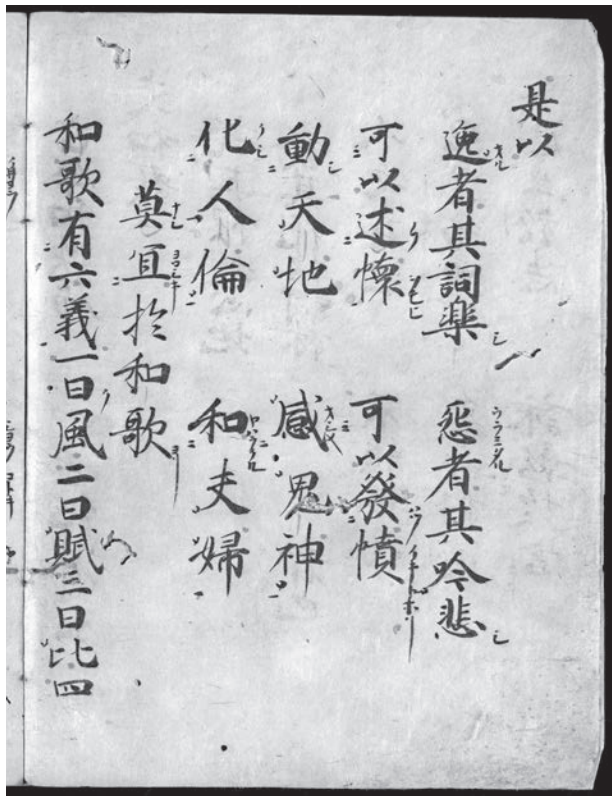 是以
逸者其詞楽 怨者其吟悲
可以述懐 可以發憤
動天地 感鬼神
化人倫 和夫婦
莫冝於和歌
和歌有六義一曰風二曰賦三曰比四